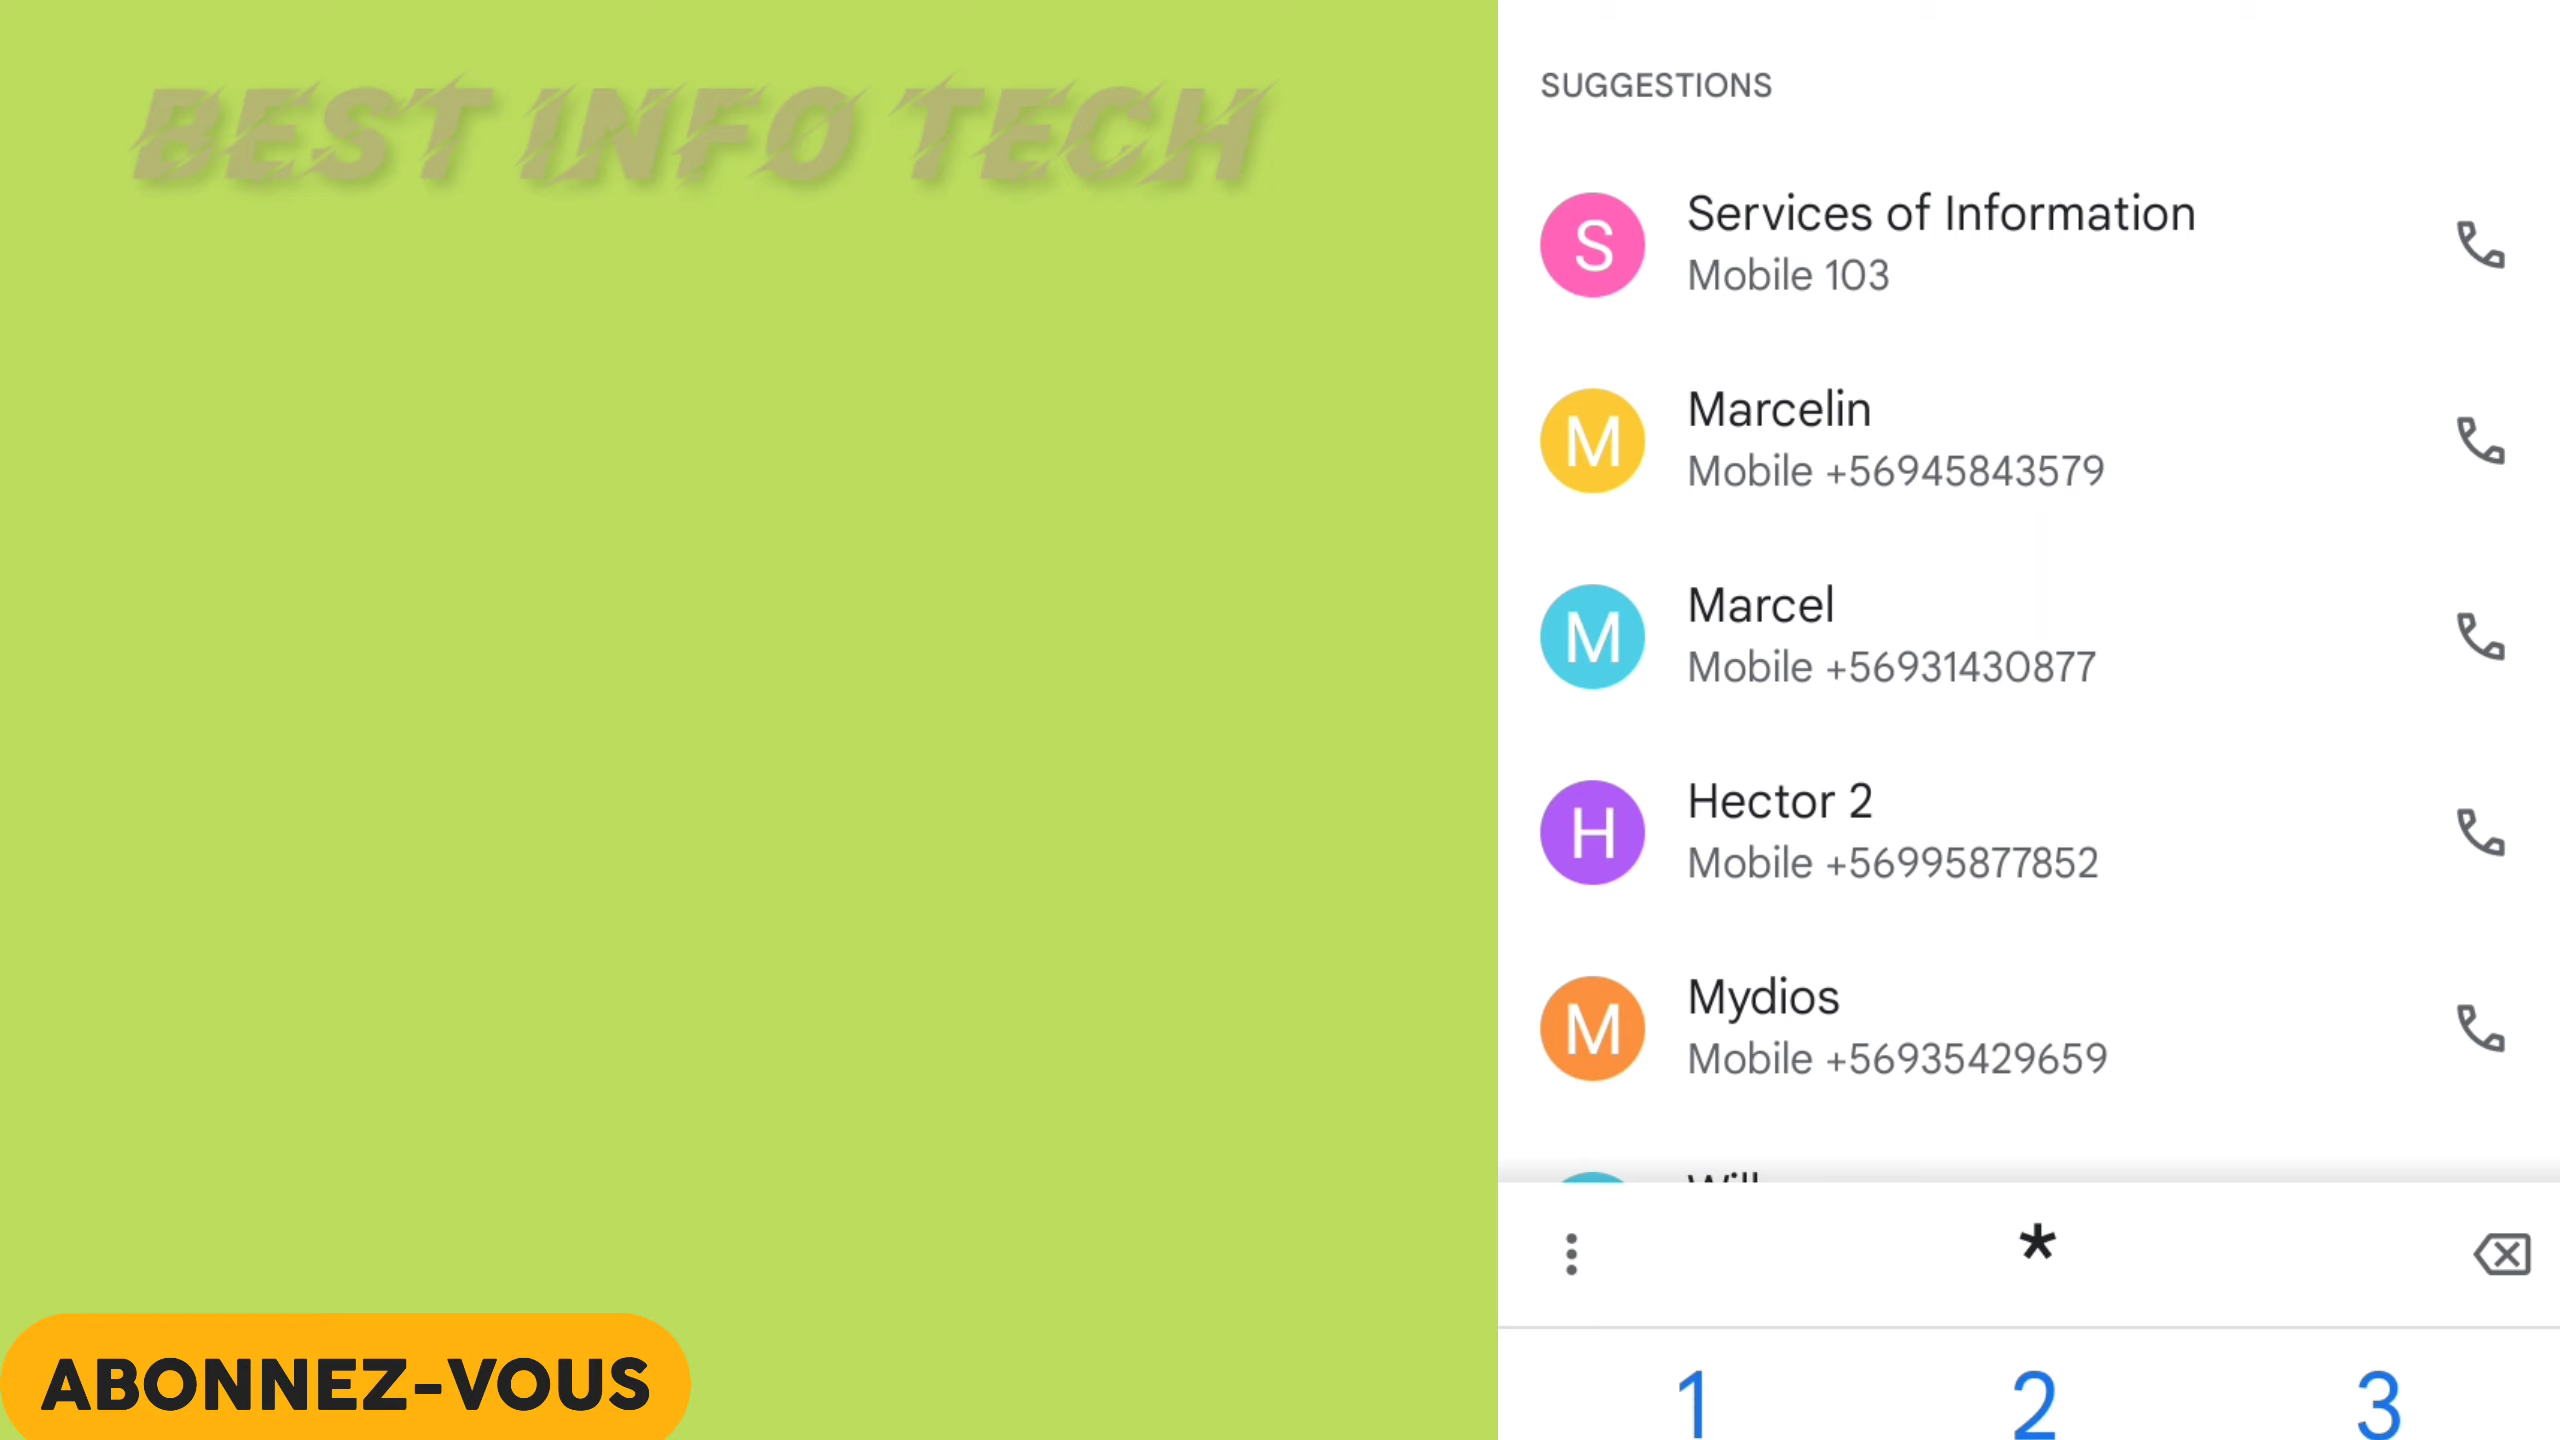 BEST INFO TECH
ABONNEZ-VOUS
SUGGESTIONS
S
Services of Information
Mobile 103
M
Marcelin
Mobile +56945843579
M
Marcel
Mobile +56931430877
H
Hector 2
Mobile +56995877852
M
Mydios
Mobile +56935429659
*
1 2 3